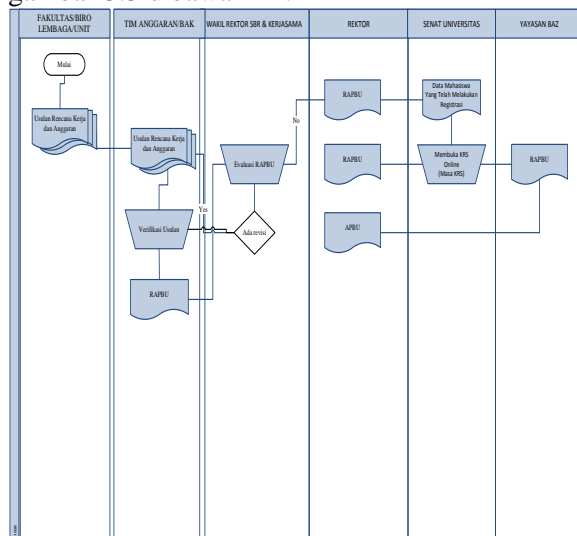 FAKULTAS/BIRO
LEMBAGA/UNIT
TIM ANGGARAN/BAK
WAKIL REKTOR SBR & KERJASAMA
REKTOR
SENAT UNIVERSITAS
YAYASAN BAZ
Mulai
Usulan Rencana Kerja
dan Anggaran
Usulan Rencana Kerja
dan Anggaran
Verifikasi Usulan
RAPBU
Yes
Evaluasi RAPBU
Ada revisi
No
RAPBU
RAPBU
APBU
Data Mahasiswa
Yang Telah Melakukan
Registrasi
Membuka KRS
Online
(Masa KRS)
RAPBU